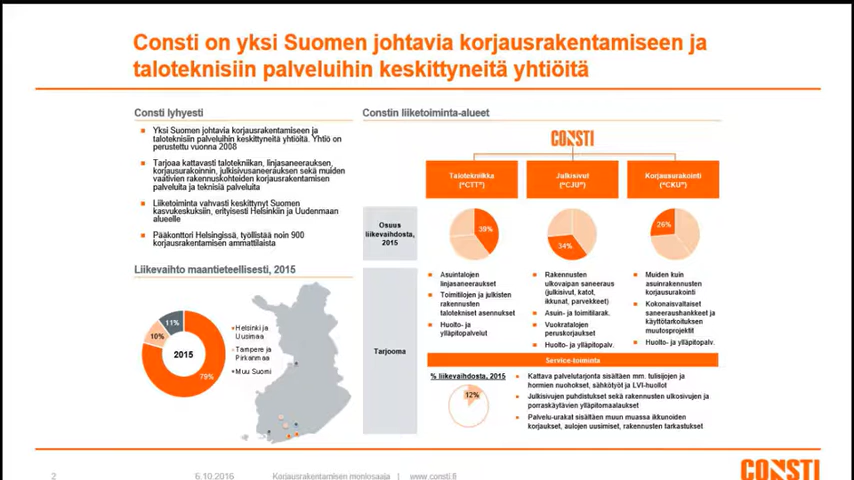 Consti on yksi Suomen johtavia korjausrakentamiseen ja
taloteknisiin palveluihin keskittyneitä yhtiöitä
Consti lyhyesti
Yksi Suomen johtavia korjausrakentamiseen ja
taloteknisiin palveluihin keskittyneitä yhtiöitä. Yhtiö on
perustettu vuonna 2008
Tarjoaa kattavasti talotekniikan, linjasaneerauksen,
korjausurakoinnin, julkisivusaneerauksen sekä muiden
vaativien rakennuskohteiden korjausrakentamisen
palveluita ja teknisiä palveluita
Liiketoiminta vahvasti keskittynyt Suomen
kasvukeskuksiin, erityisesti Helsinkiin ja Uudenmaan
alueelle
Pääkonttori Helsingissä, työllistää noin 900
korjausrakentamisen ammattilaista
Liikevaihto maantieteellisesti, 2015
11%
10%
2015
79%
Helsinki ja
Uusimaa
Tampere ja
Pirkanmaa
Muu Suomi
Constin liiketoiminta-alueet
CONSTI
Talotekniikka
("CTT")
Julkisivut
("CJU")
Korjausurakointi
("CKU")
Osuus
liikevaihdosta,
2015
39%
34%
26%
Tarjooma
Asuintalojen
linjasaneeraukset
Toimitilojen ja julkisten
rakennusten
talotekniset asennukset
Huolto- ja
ylläpitopalvelut
Rakennusten
ulkovaipan saneeraus
(julkisivut, katot,
ikkunat, parvekkeet)
Asuin- ja toimitilarak.
Vuokratalojen
peruskorjaukset
Huolto- ja ylläpitopalv.
Muiden kuin
asuinrakennusten
korjausurakointi
Kokonaisvaltaiset
saneeraushankkeet ja
käyttötarkoituksen
muutosprojektit
Huolto- ja ylläpitopalv.
Service-toiminta
% liikevaihdosta, 2015
12%
Kattava palvelutarjonta sisältäen mm. tulisijojen ja
hormien nuohokset, sähkötyöt ja LVI-huollot
Julkisivujen puhdistukset sekä rakennusten ulkosivujen ja
porraskäytävien ylläpitomaalaukset
Palvelu-urakat sisältäen muun muassa ikkunoiden
korjaukset, aulojen uusimiset, rakennusten tarkastukset
2
6.10.2016
Korjausrakentamisen monkosaaja | www.consti.fi
CONSTI